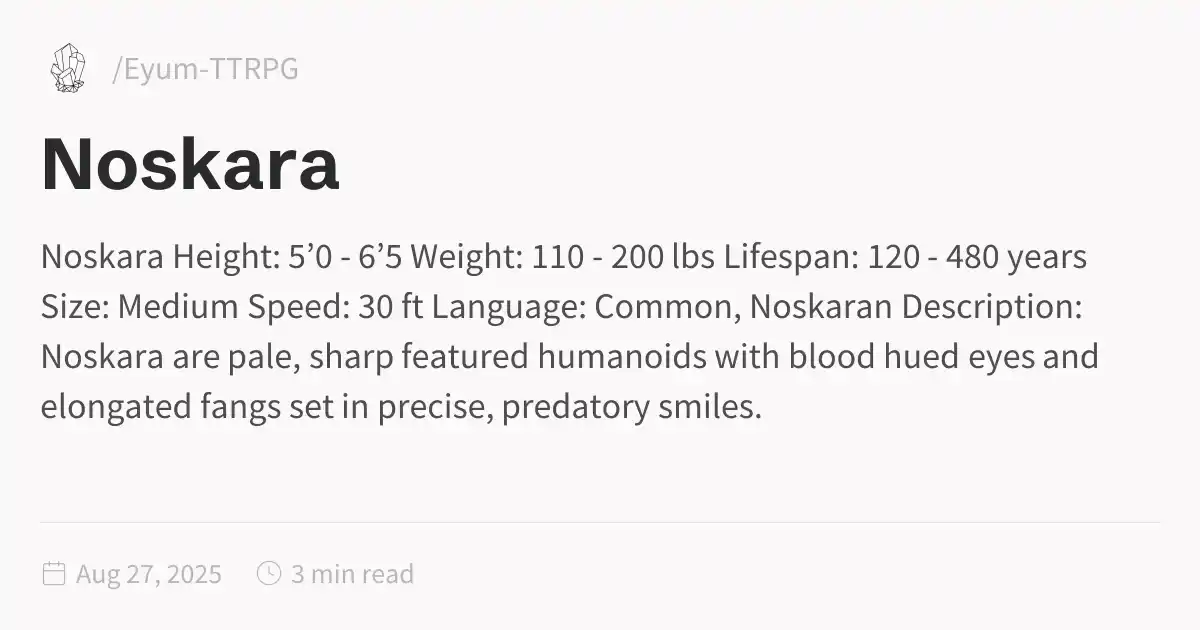 /Eyum-TTRPG
Noskara
Noskara Height: 5’0 - 6’5 Weight: 110 - 200 lbs Lifespan: 120 - 480 years
Size: Medium Speed: 30 ft Language: Common, Noskaran Description:
Noskara are pale, sharp featured humanoids with blood hued eyes and
elongated fangs set in precise, predatory smiles.
Aug 27, 2025 3 min read